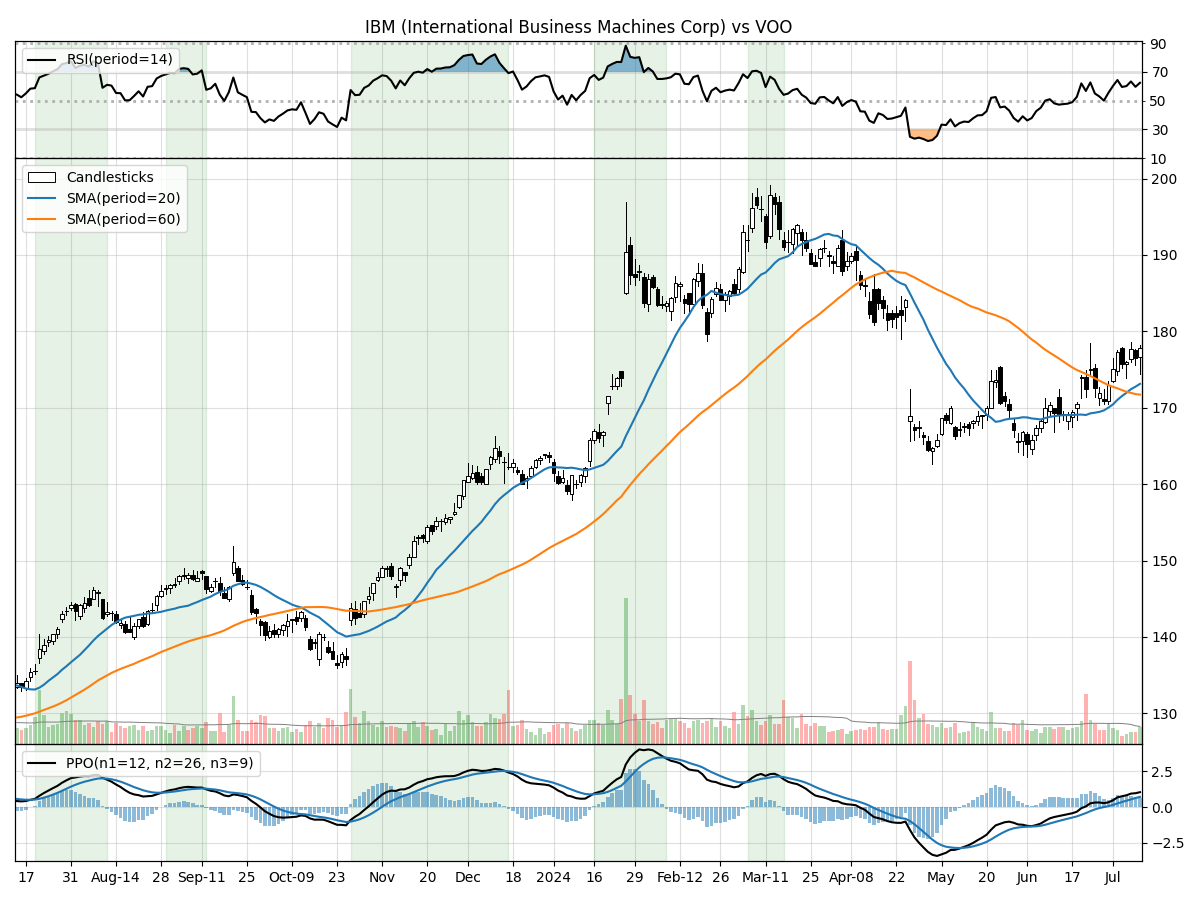 IBM (International Business Machines Corp) vs VOO
RSI(period=14)
90
70
50
30
10
Candlesticks
SMA(period=20)
SMA(period=60)
200
190
180
170
160
150
140
130
PPO(n1=12, n2=26, n3=9)
2.5
0.0
−2.5
17 31 Aug-14 28 Sep-11 25 Oct-09 23 Nov 20 Dec 18 2024 16 29 Feb-12 26 Mar-11 25 Apr-08 22 May 20 Jun 17 Jul